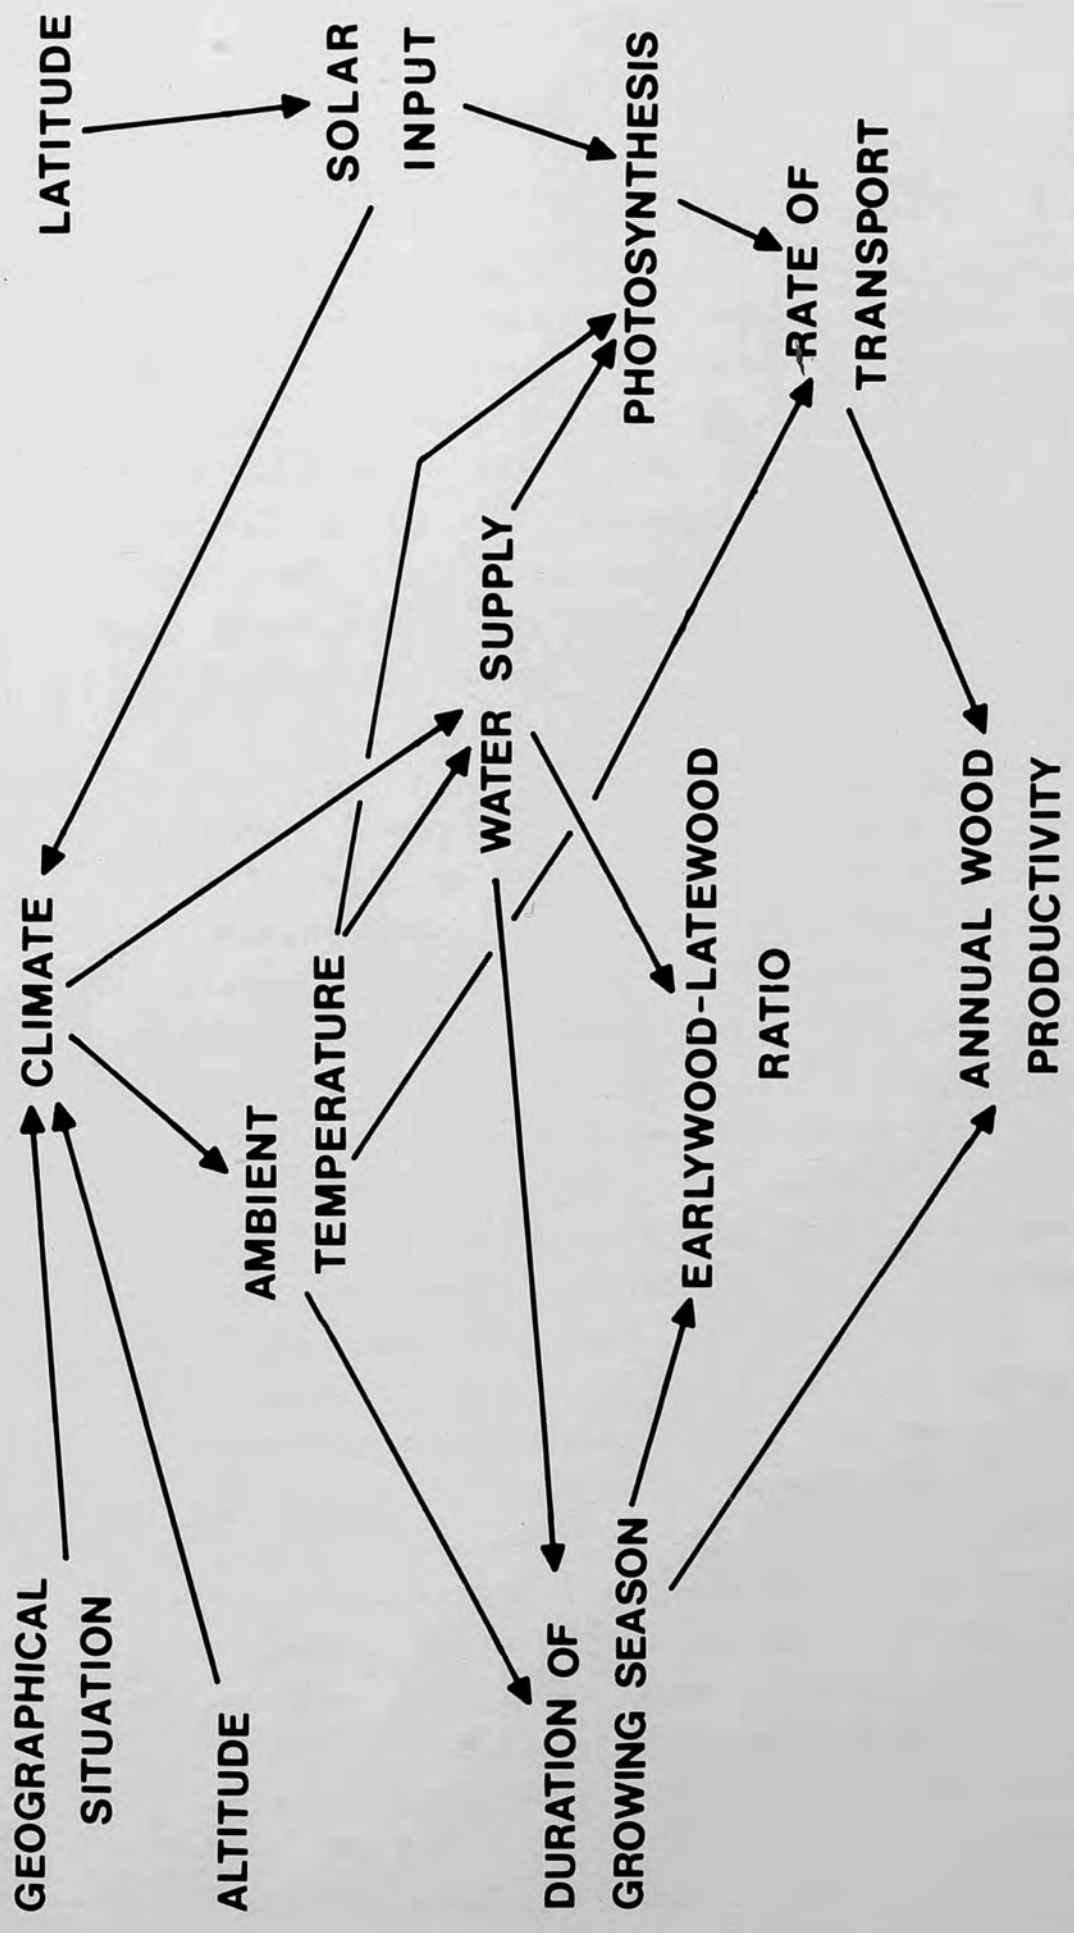 GEOGRAPHICAL
SITUATION
ALTITUDE
CLIMATE
LATITUDE
AMBIENT
TEMPERATURE
SOLAR
INPUT
WATER SUPPLY
DURATION OF
GROWING SEASON
PHOTOSYNTHESIS
EARLYWOOD-LATEWOOD
RATIO
RATE OF
TRANSPORT
ANNUAL WOOD
PRODUCTIVITY